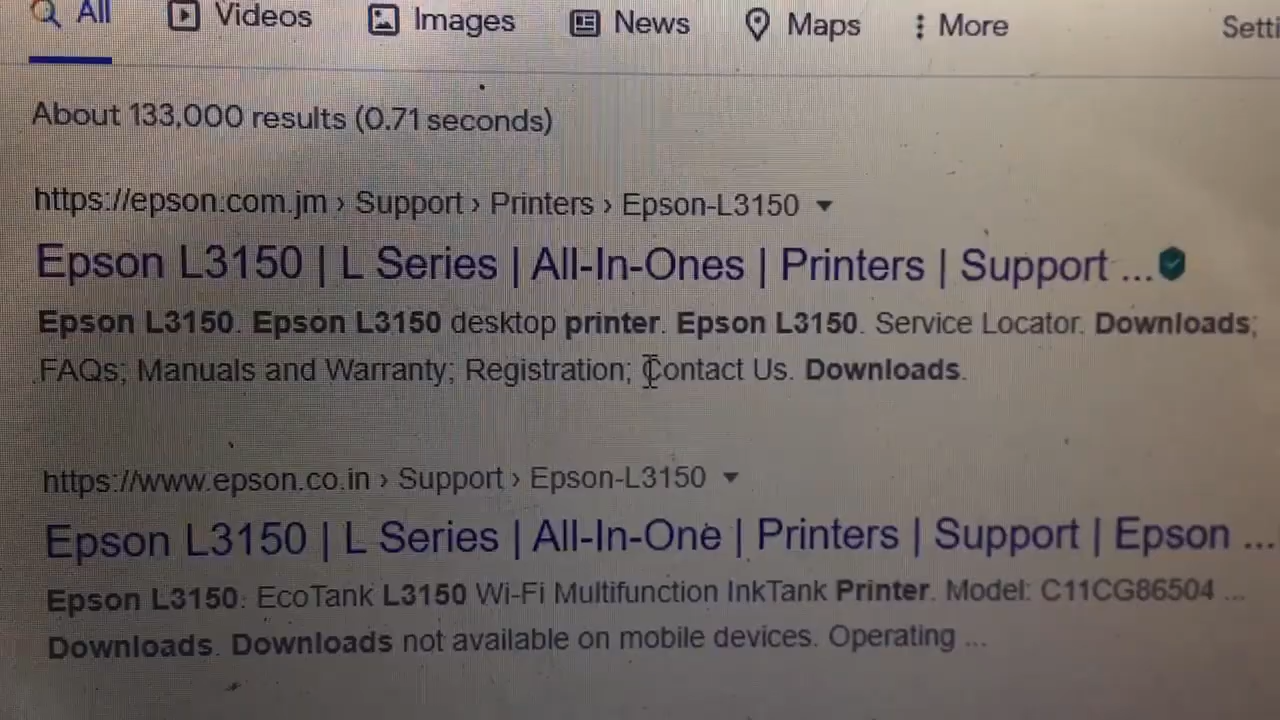 All Videos Images News Maps More
About 133,000 results (0.71 seconds)
https://epson.com.jm › Support › Printers › Epson-L3150
Epson L3150 | L Series | All-In-Ones | Printers | Support ...
Epson L3150. Epson L3150 desktop printer. Epson L3150. Service Locator. Downloads;
FAQs; Manuals and Warranty; Registration; Contact Us. Downloads.
https://www.epson.co.in › Support › Epson-L3150
Epson L3150 | L Series | All-In-One | Printers | Support | Epson ...
Epson L3150: EcoTank L3150 Wi-Fi Multifunction InkTank Printer. Model: C11CG86504 ...
Downloads. Downloads not available on mobile devices. Operating ...